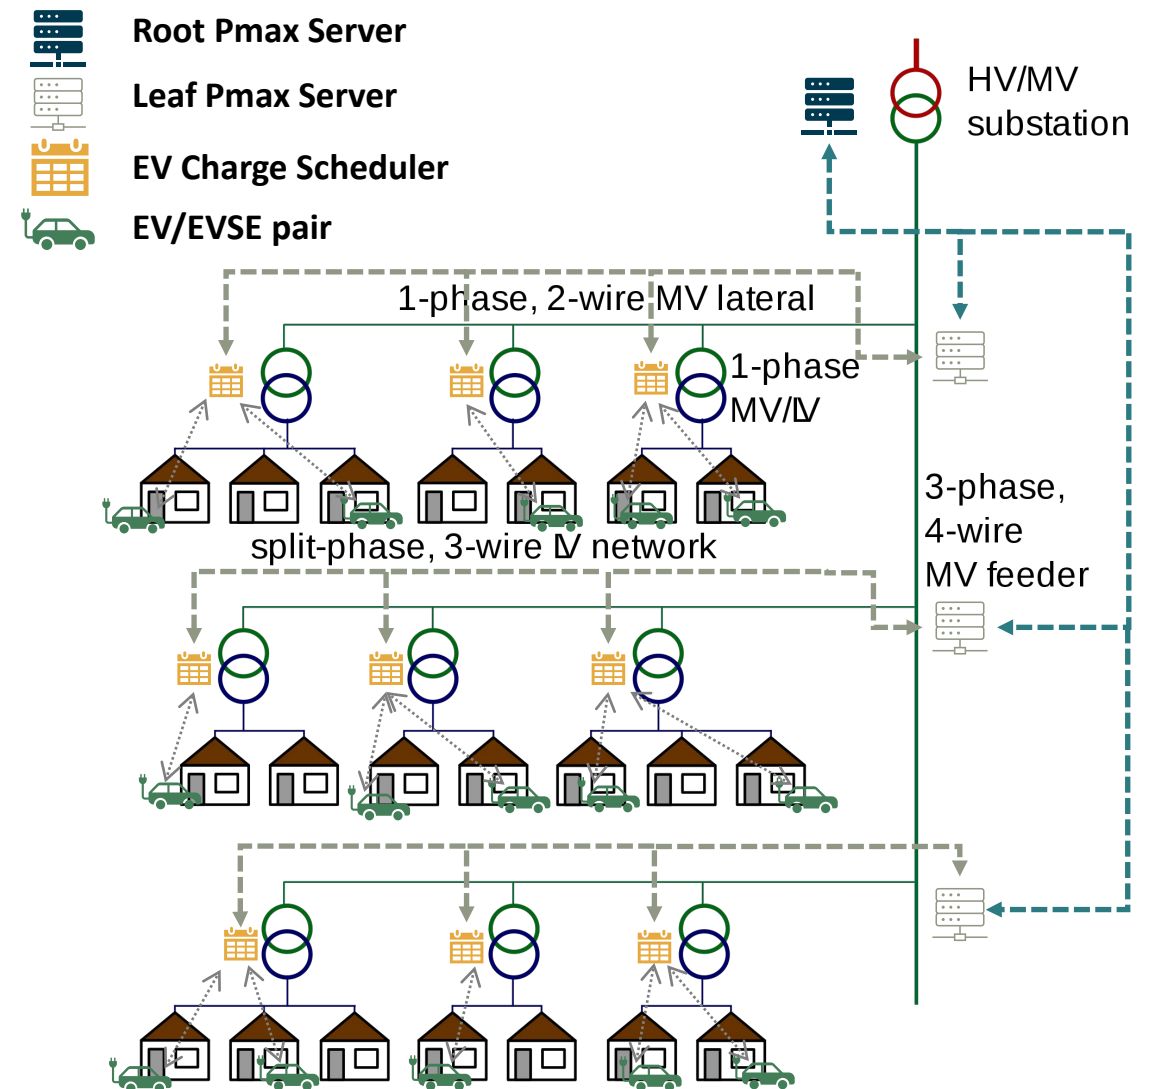 Root Pmax Server
Leaf Pmax Server
EV Charge Scheduler
EV/EVSE pair
HV/MV
substation
1-phase, 2-wire MV lateral
1-phase
MV/LV
3-phase,
4-wire
MV feeder
split-phase, 3-wire LV network